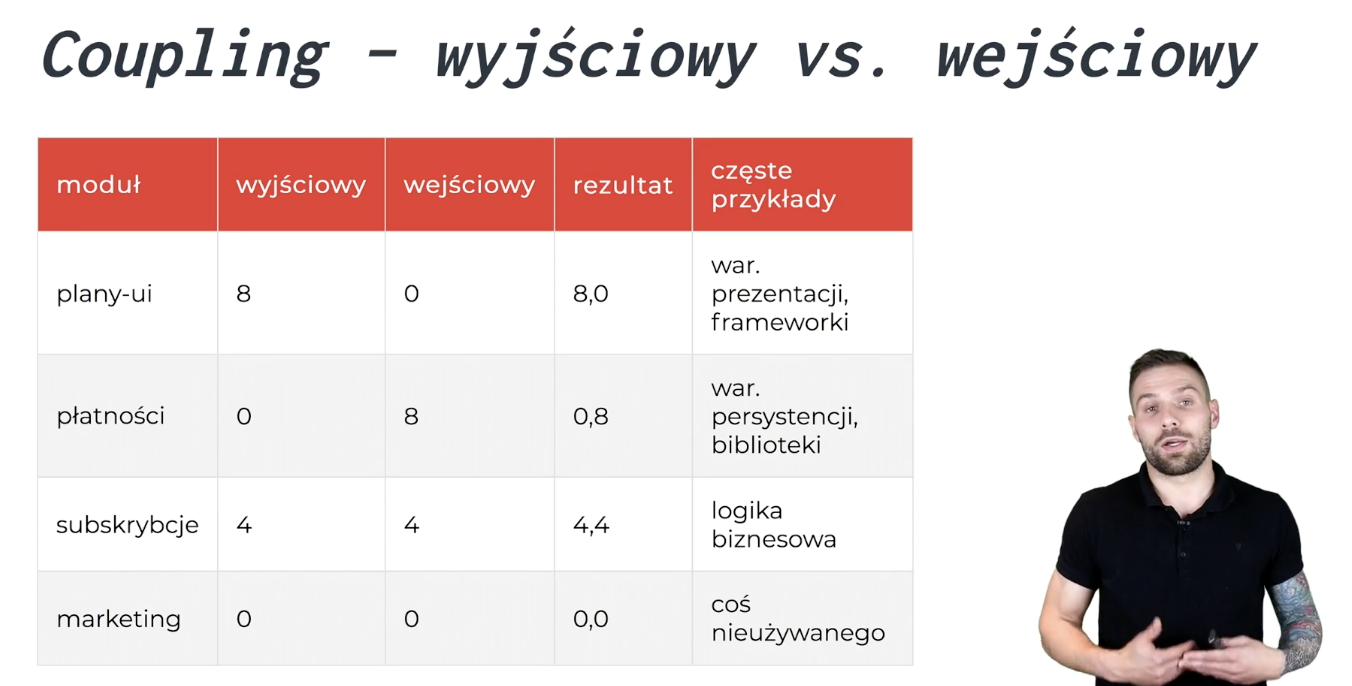 Coupling – wyjściowy vs. wejściowy
moduł wyjściowy wejściowy rezultat częste
przykłady
plany-ui 8 0 8,0 war.
prezentacji,
frameworki
płatności 0 8 0,8 war.
persystencji,
biblioteki
subskrybcje 4 4 4,4 logika
biznesowa
marketing 0 0 0,0 coś
nieużywanego